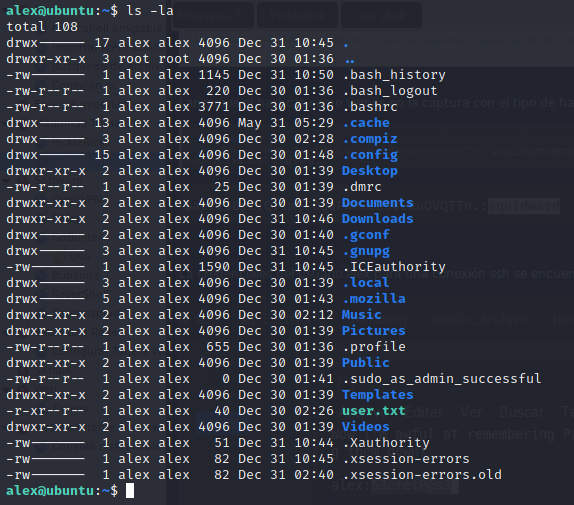 alex@ubuntu:~$ ls -la
total 108
drwx------ 17 alex alex 4096 Dec 31 10:45 .
drwxr-xr-x  3 root root 4096 Dec 30 01:36 ..
-rw-------  1 alex alex 1145 Dec 31 10:50 .bash_history
-rw-r--r--  1 alex alex  220 Dec 30 01:36 .bash_logout
-rw-r--r--  1 alex alex 3771 Dec 30 01:36 .bashrc
drwx------ 13 alex alex 4096 May 31 05:29 .cache
drwx------  3 alex alex 4096 Dec 30 01:39 .compiz
drwx------ 15 alex alex 4096 Dec 30 01:48 .config
drwxr-xr-x  2 alex alex 4096 Dec 30 01:39 Desktop
-rw-r--r--  1 alex alex   25 Dec 30 01:39 .dmrc
drwxr-xr-x  2 alex alex 4096 Dec 30 01:39 Documents
drwxr-xr-x  2 alex alex 4096 Dec 31 10:46 Downloads
drwx------  2 alex alex 4096 Dec 30 01:40 .gconf
drwx------  3 alex alex 4096 Dec 31 10:45 .gnupg
-rw-------  1 alex alex 1590 Dec 31 10:45 .ICEauthority
drwx------  3 alex alex 4096 Dec 30 01:39 .local
drwx------  5 alex alex 4096 Dec 30 01:43 .mozilla
drwxr-xr-x  2 alex alex 4096 Dec 30 02:12 Music
drwxr-xr-x  2 alex alex 4096 Dec 30 01:39 Pictures
-rw-r--r--  1 alex alex  655 Dec 30 01:36 .profile
drwxr-xr-x  2 alex alex 4096 Dec 30 01:39 Public
-rw-r--r--  1 alex alex    0 Dec 30 01:41 .sudo_as_admin_successful
drwxr-xr-x  2 alex alex 4096 Dec 30 01:39 Templates
-r-xr--r--  1 alex alex   40 Dec 30 02:26 user.txt
drwxr-xr-x  2 alex alex 4096 Dec 30 01:39 Videos
-rw-------  1 alex alex   51 Dec 31 10:44 .Xauthority
-rw-------  1 alex alex   82 Dec 31 10:45 .xsession-errors
-rw-------  1 alex alex   82 Dec 31 02:40 .xsession-errors.old
alex@ubuntu:~$